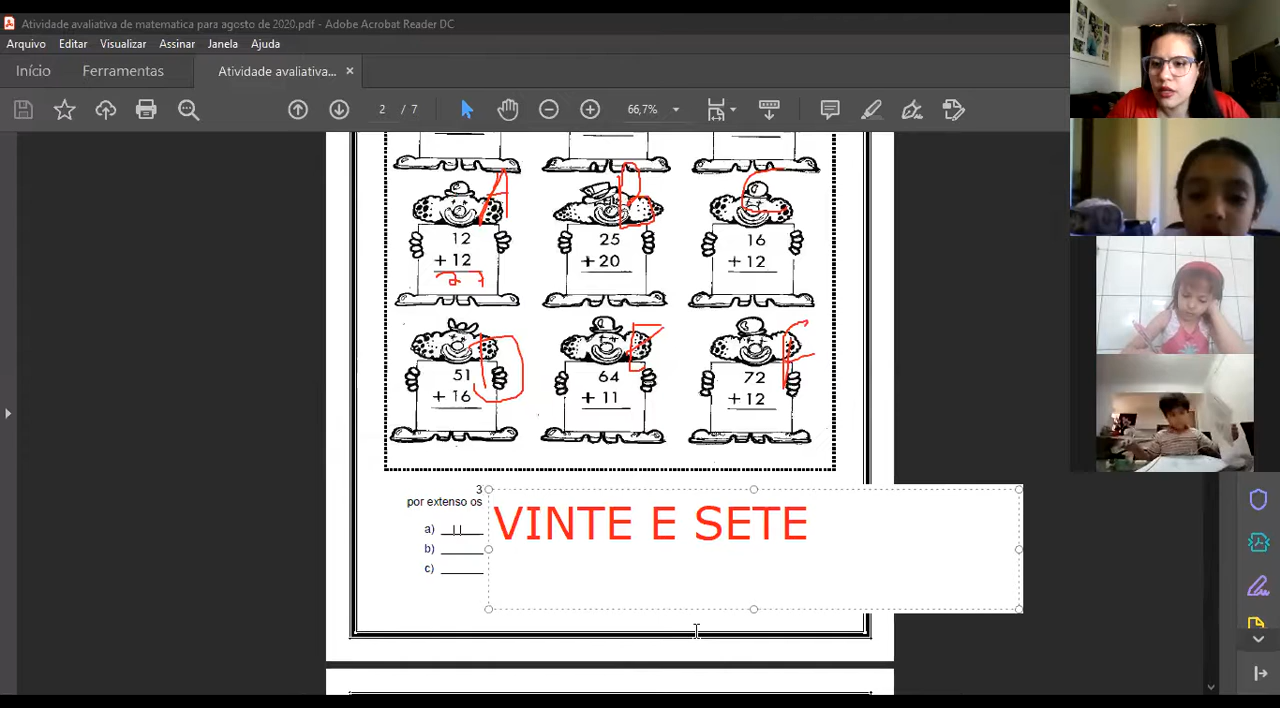 Atividade avaliativa de matematica para agosto de 2020.pdf - Adobe Acrobat Reader DC
Arquivo Editar Visualizar Assinar Janela Ajuda
Início Ferramentas Atividade avaliativa... ×
2 / 7 66,7%
A B C
12 25 16
+ 12 + 20 + 12
27
D E F
51 64 72
+ 16 + 11 + 12
3
por extenso os
VINTE E SETE
a)
b)
c)